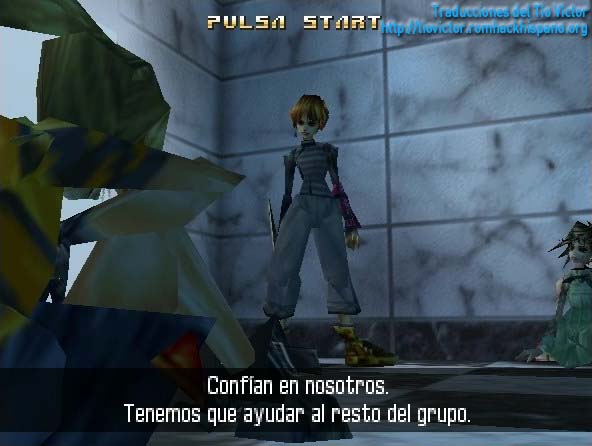 PULSA START
Traducciones del Tio Victor
http://tiovictor.romhackhispano.org
Confían en nosotros.
Tenemos que ayudar al resto del grupo.